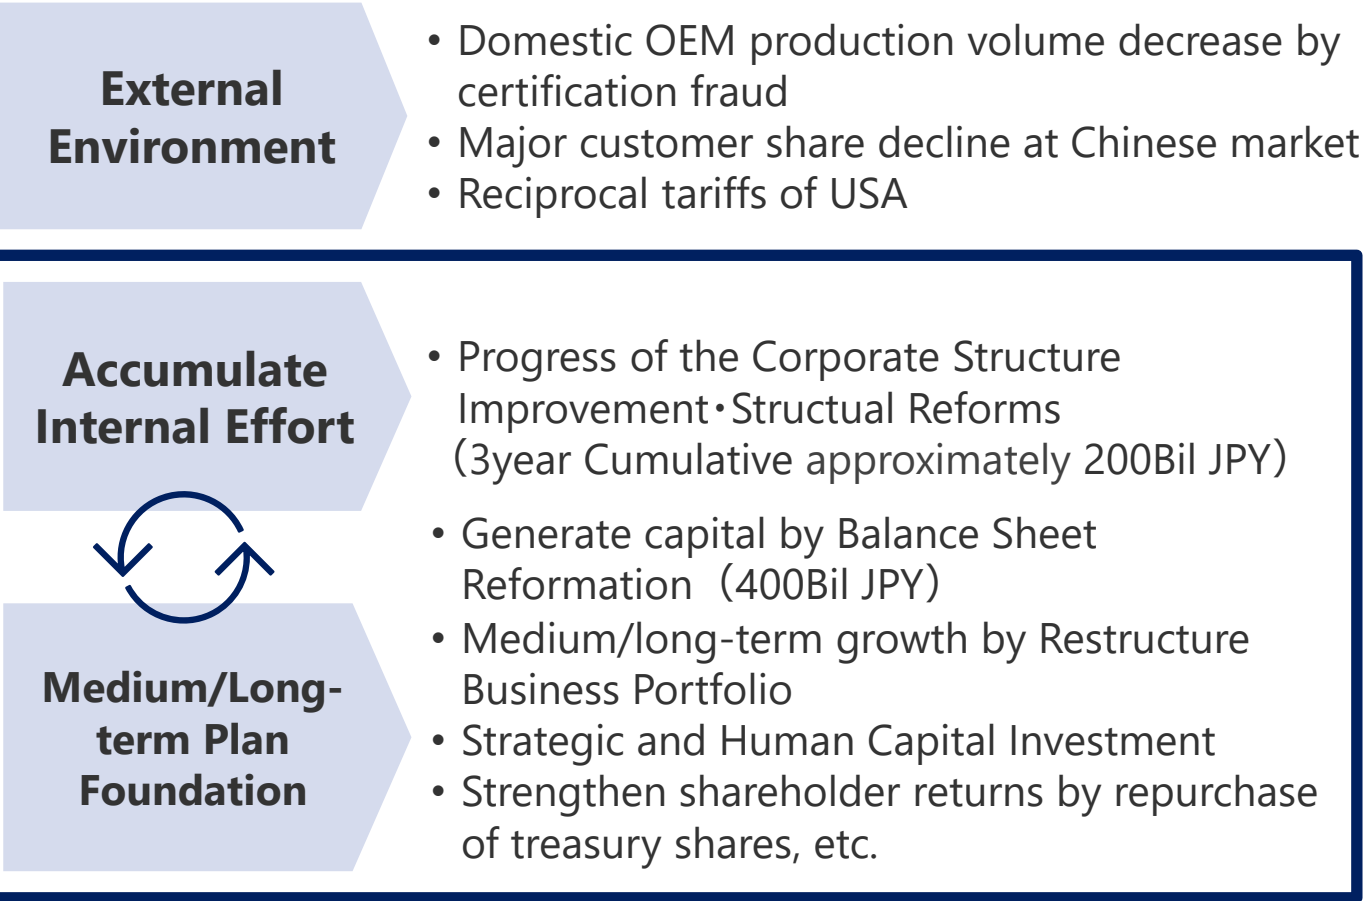 External
Environment
• Domestic OEM production volume decrease by
certification fraud
• Major customer share decline at Chinese market
• Reciprocal tariffs of USA
Accumulate
Internal Effort
• Progress of the Corporate Structure
Improvement・Structual Reforms
（3year Cumulative approximately 200Bil JPY）
Medium/Long-
term Plan
Foundation
• Generate capital by Balance Sheet
Reformation（400Bil JPY）
• Medium/long-term growth by Restructure
Business Portfolio
• Strategic and Human Capital Investment
• Strengthen shareholder returns by repurchase
of treasury shares, etc.